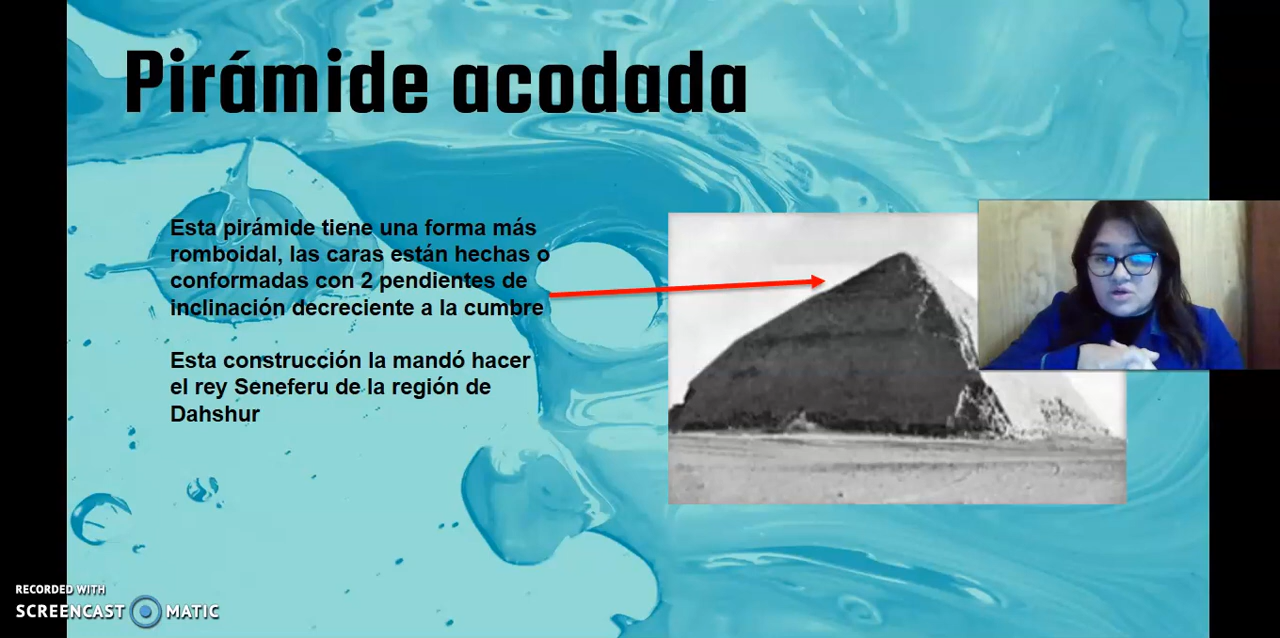 Pirámide acodada
Esta pirámide tiene una forma más
romboidal, las caras están hechas o
conformadas con 2 pendientes de
inclinación decreciente a la cumbre
Esta construcción la mandó hacer
el rey Seneferu de la región de
Dahshur
RECORDED WITH
SCREENCAST MATIC